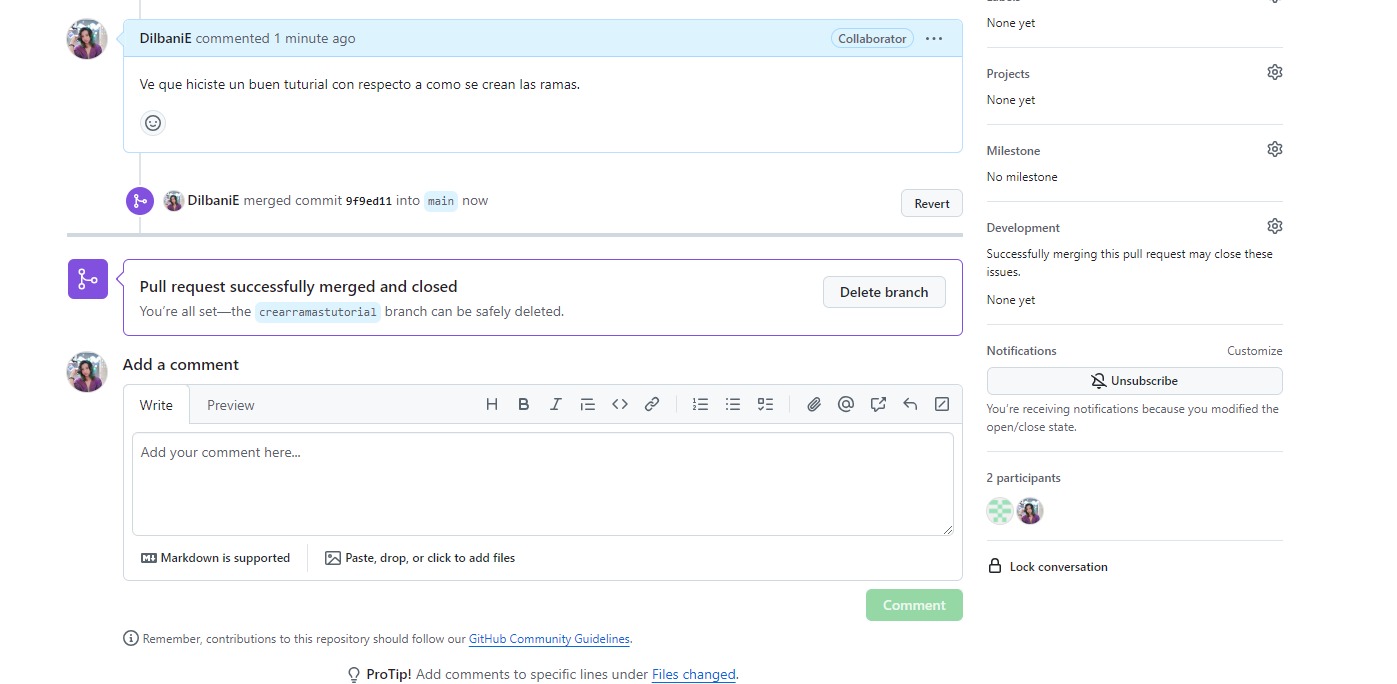 DilbaniE commented 1 minute ago
Collaborator
Ve que hiciste un buen tuturial con respecto a como se crean las ramas.
DilbaniE merged commit 9f9ed11 into main now
Revert
Pull request successfully merged and closed
You're all set—the crearramastutorial branch can be safely deleted.
Delete branch
Add a comment
Write
Preview
Add your comment here...
Markdown is supported
Paste, drop, or click to add files
Comment
Remember, contributions to this repository should follow our GitHub Community Guidelines.
ProTip! Add comments to specific lines under Files changed.
None yet
Projects
None yet
Milestone
No milestone
Development
Successfully merging this pull request may close these
issues.
None yet
Notifications
Customize
Unsubscribe
You're receiving notifications because you modified the
open/close state.
2 participants
Lock conversation